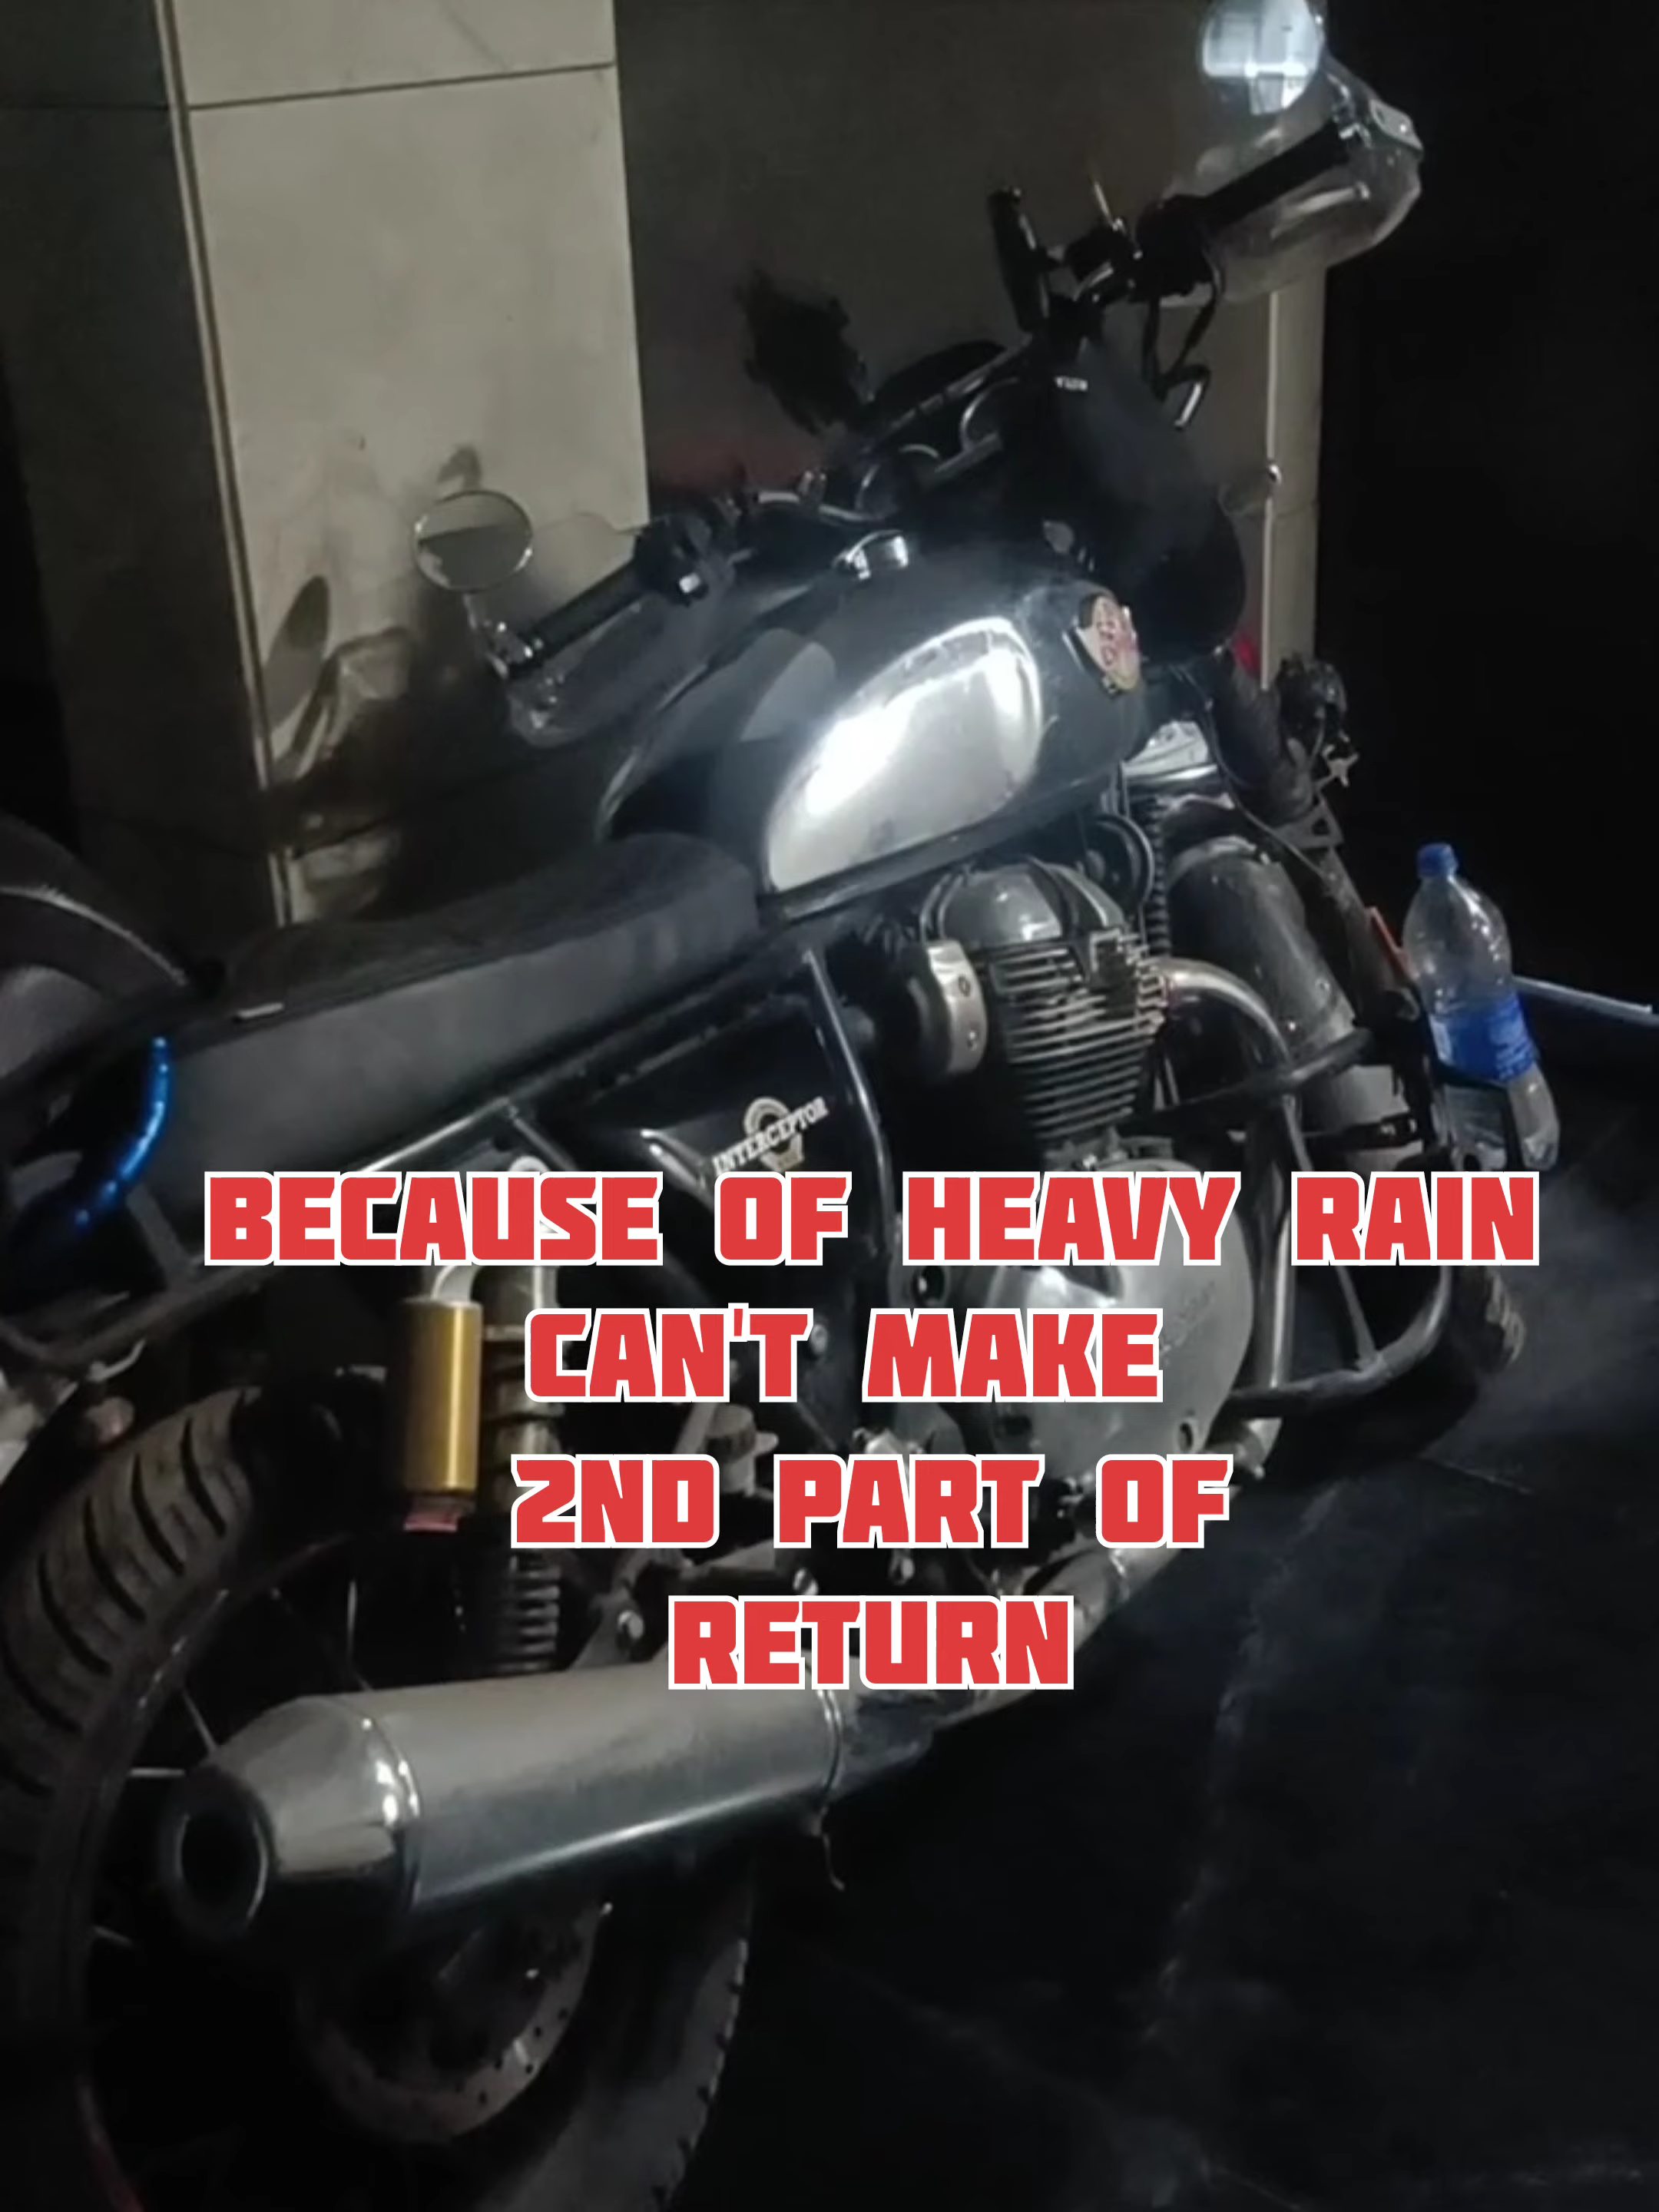 INTERCEPTOR
BECAUSE OF HEAVY RAIN
CAN'T MAKE
2ND PART OF
RETURN